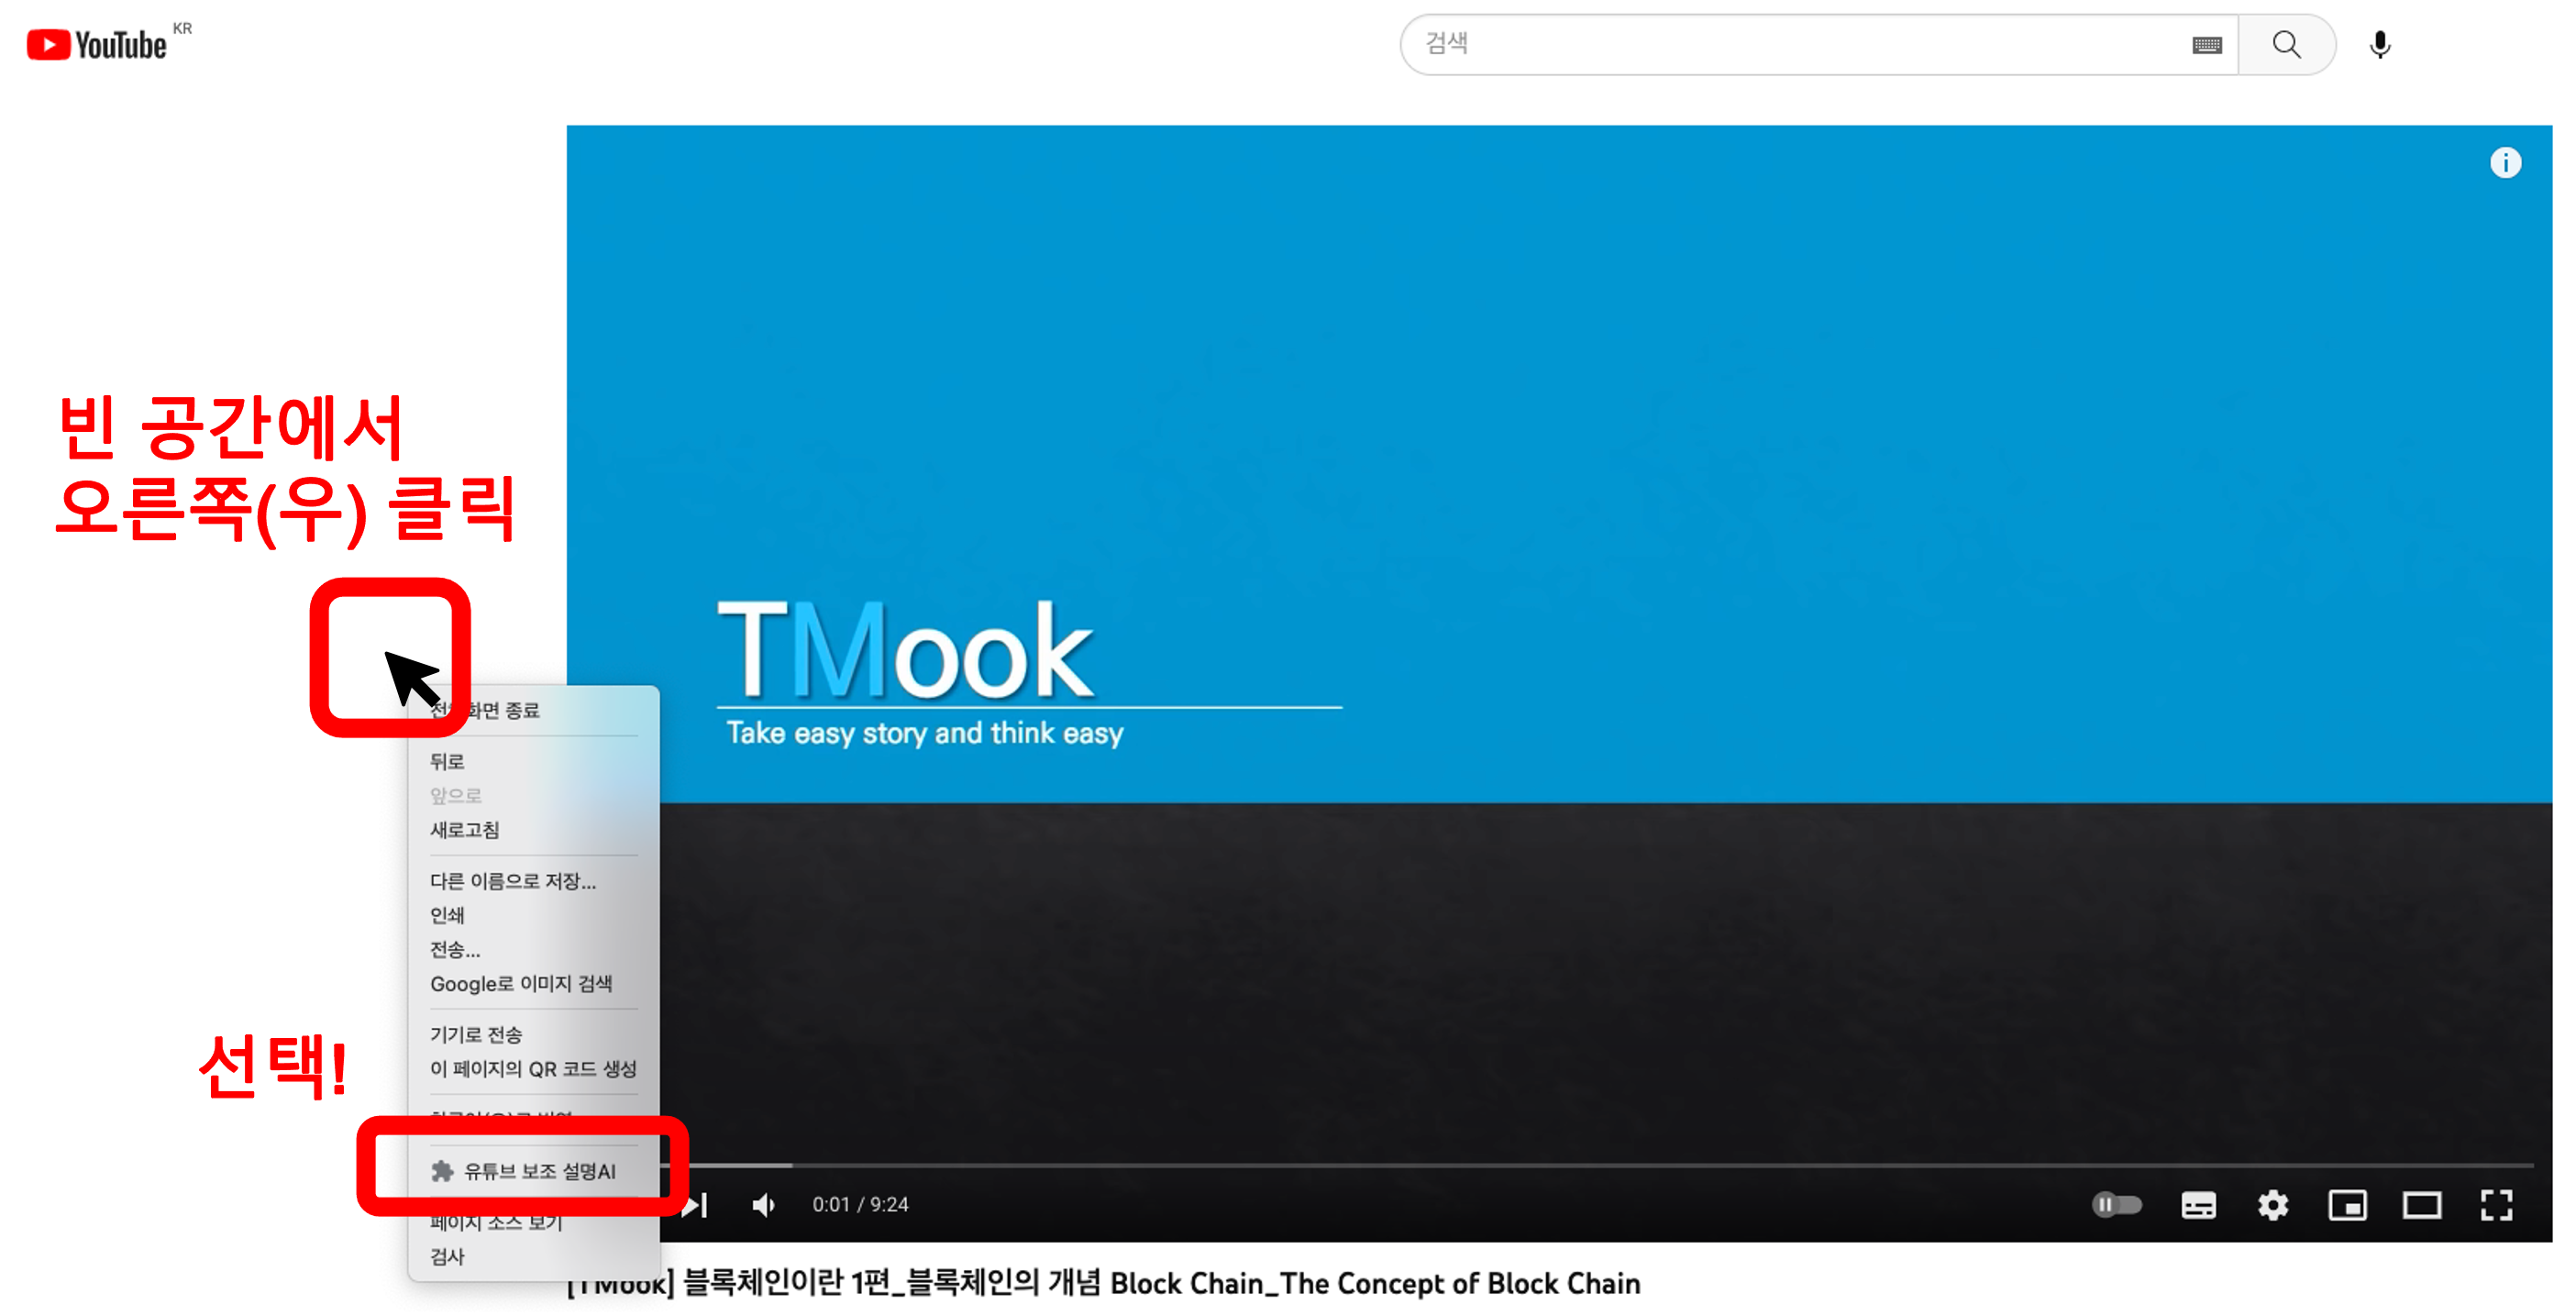 YouTube KR
검색
빈 공간에서
오른쪽(우) 클릭
TMook
Take easy story and think easy
화면 종료
뒤로
앞으로
새로고침
다른 이름으로 저장...
인쇄
전송...
Google로 이미지 검색
기기로 전송
이 페이지의 QR 코드 생성
선택!
유튜브 보조 설명AI
페이지 소스 보기
검사
0:01 / 9:24
[TMook] 블록체인이란 1편_블록체인의 개념 Block Chain_The Concept of Block Chain